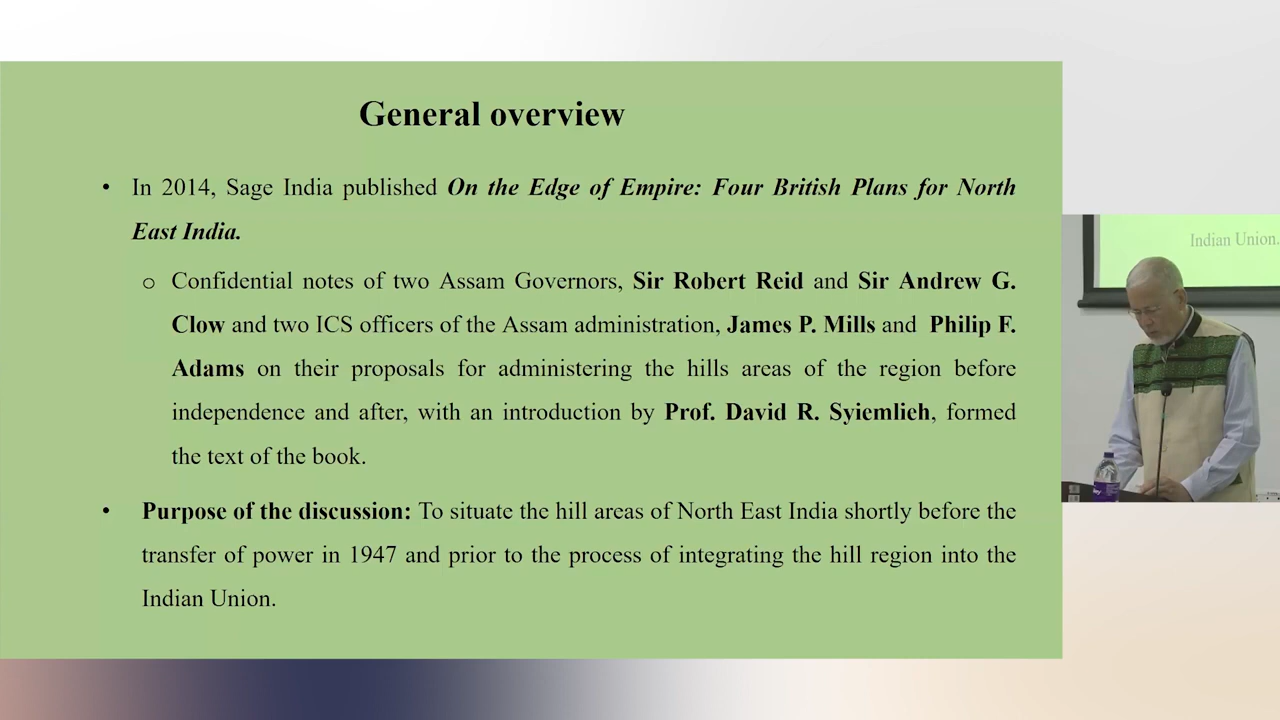 General overview
• In 2014, Sage India published On the Edge of Empire: Four British Plans for North
East India.
o Confidential notes of two Assam Governors, Sir Robert Reid and Sir Andrew G.
Clow and two ICS officers of the Assam administration, James P. Mills and Philip F.
Adams on their proposals for administering the hills areas of the region before
independence and after, with an introduction by Prof. David R. Syiemlieh, formed
the text of the book.
• Purpose of the discussion: To situate the hill areas of North East India shortly before the
transfer of power in 1947 and prior to the process of integrating the hill region into the
Indian Union.
Indian Union.